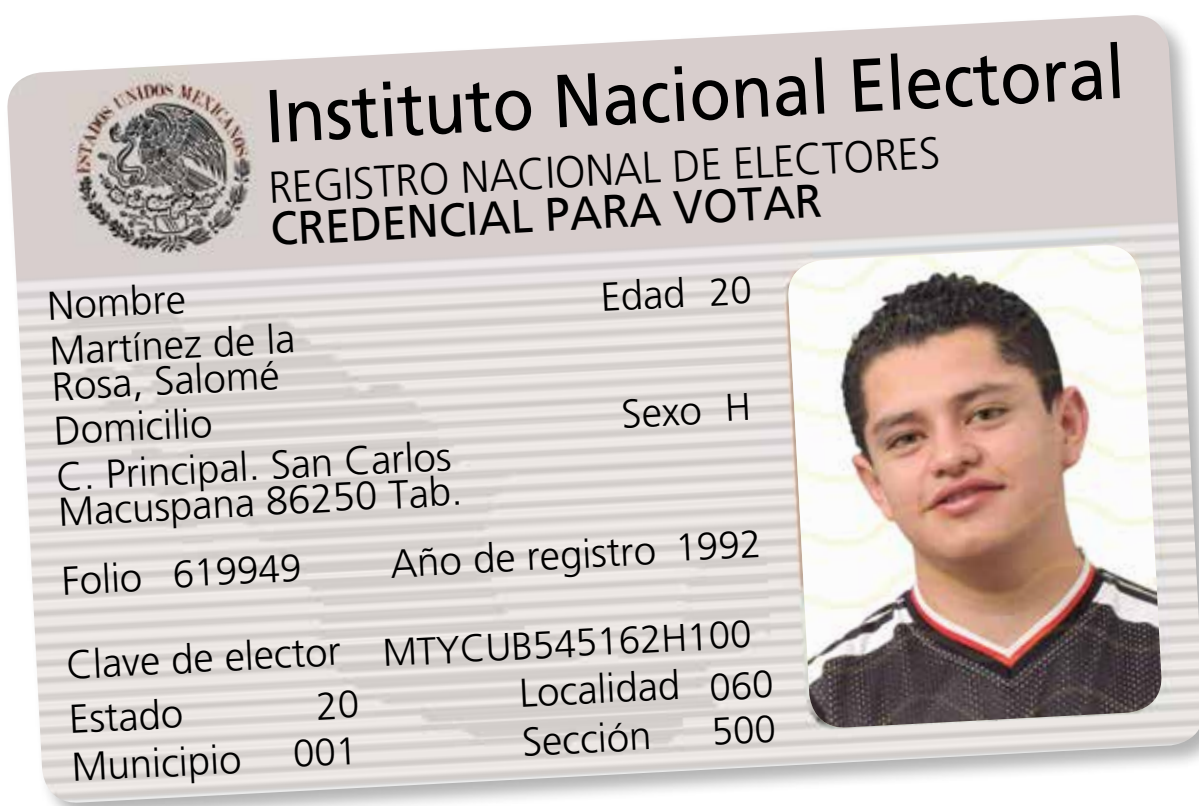 ESTADOS UNIDOS MEXICANOS
Instituto Nacional Electoral
REGISTRO NACIONAL DE ELECTORES
CREDENCIAL PARA VOTAR
Nombre Edad 20
Martínez de la
Rosa, Salomé
Domicilio Sexo H
C. Principal. San Carlos
Macuspana 86250 Tab.
Folio 619949 Año de registro 1992
Clave de elector MTYCUB545162H100
Estado 20 Localidad 060
Municipio 001 Sección 500